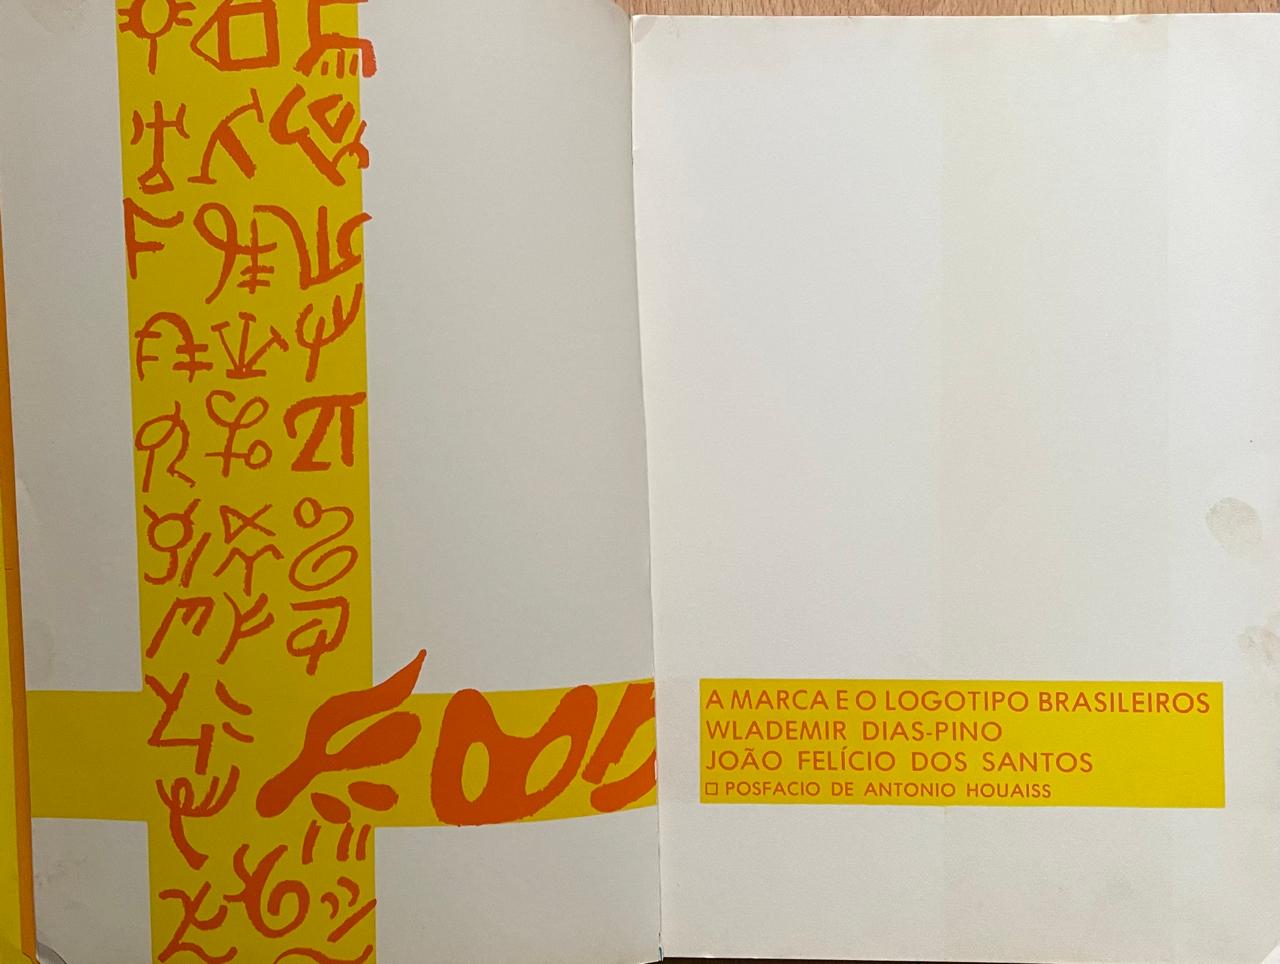 A MARCA E O LOGOTIPO BRASILEIROS
WLADEMIR DIAS-PINO
JOÃO FELÍCIO DOS SANTOS
POSFACIO DE ANTONIO HOUAISS